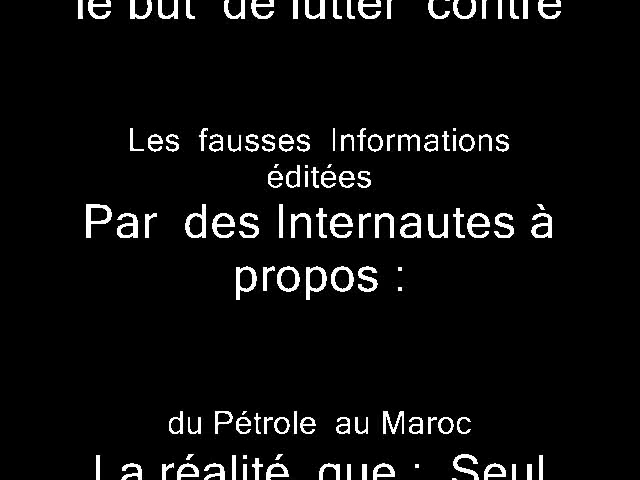 le but de lutter contre
Les fausses Informations
éditées
Par des Internautes à
propos :
du Pétrole au Maroc
La réalité que : Seul